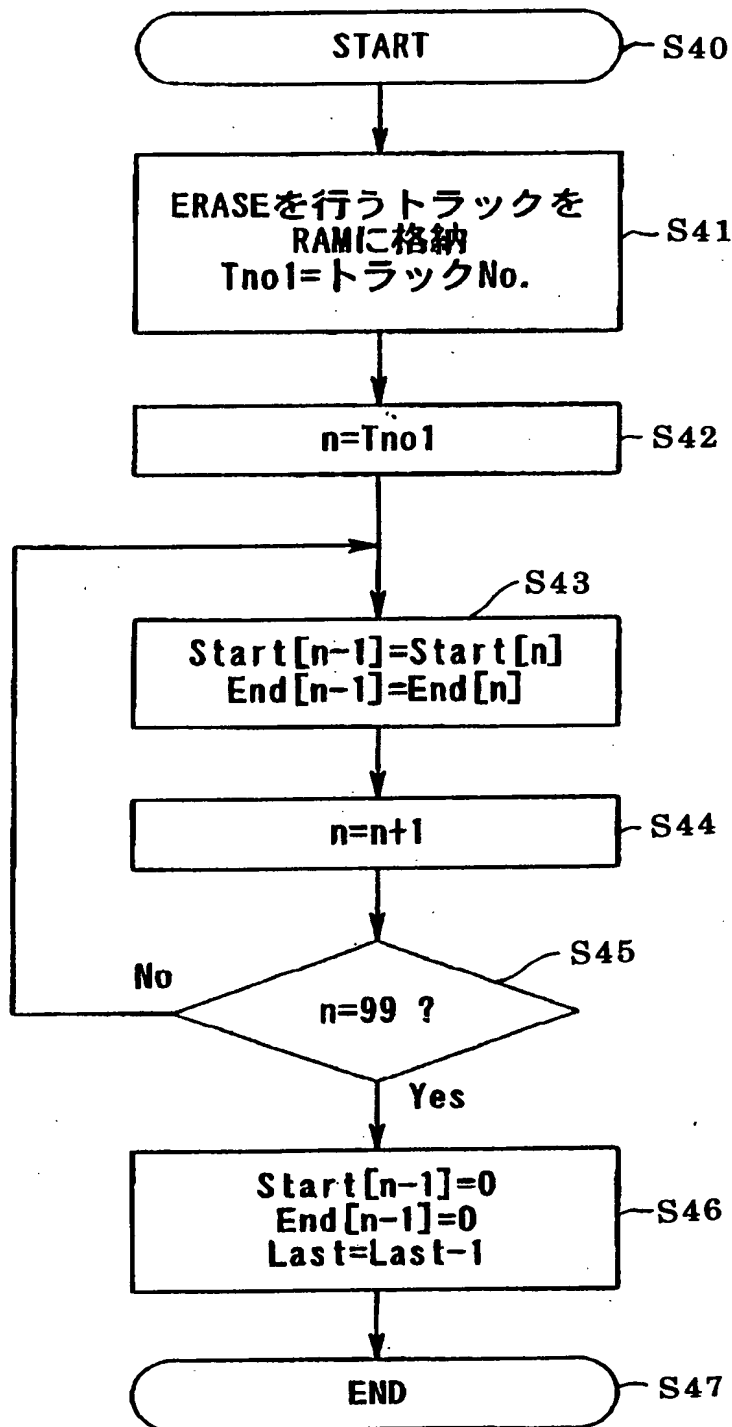 START
S40
ERASEを行うトラックを
RAMに格納
Tno1=トラックNo.
S41
n=Tno1
S42
S43
Start[n-1]=Start[n]
End[n-1]=End[n]
n=n+1
S44
S45
No
n=99 ?
Yes
Start[n-1]=0
End[n-1]=0
Last=Last-1
S46
END
S47